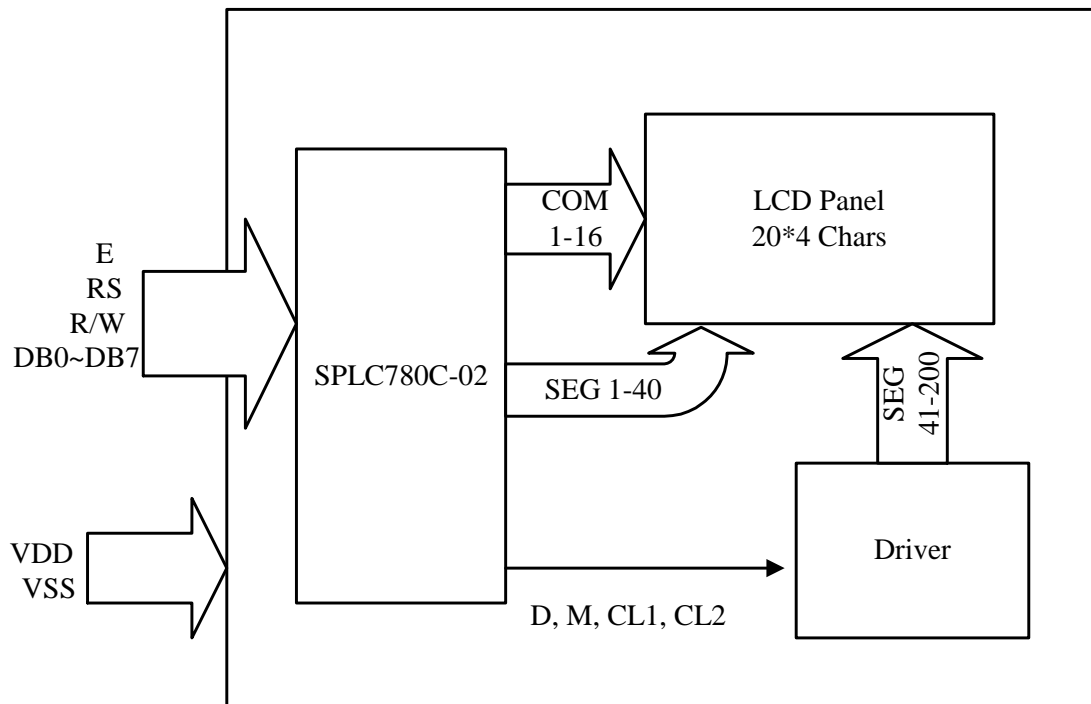 E
RS
R/W
DB0~DB7
VDD
VSS
SPLC780C-02
COM
1-16
SEG 1-40
D, M, CL1, CL2
LCD Panel
20*4 Chars
SEG
41-200
Driver